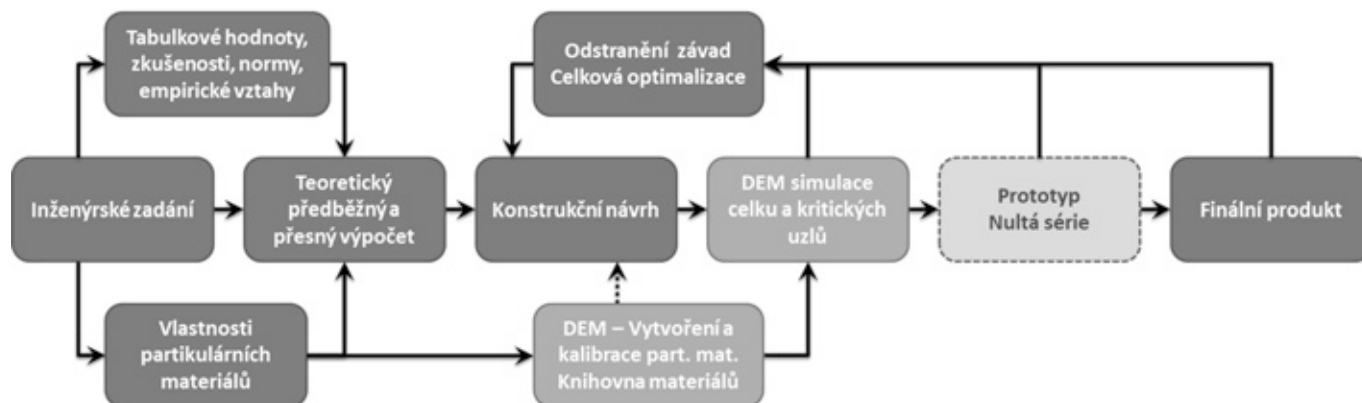 Tabulkové hodnoty,
zkušenosti, normy,
empirické vztahy
Odstranění závad
Celková optimalizace
Inženýrské zadání
Teoretický
předběžný a
přesný výpočet
Konstrukční návrh
DEM simulace
celku a kritických
uzlů
Prototyp
Nultá série
Finální produkt
Vlastnosti
partikulárních
materiálů
DEM – Vytvoření a
kalibrace part. mat.
Knihovna materiálů